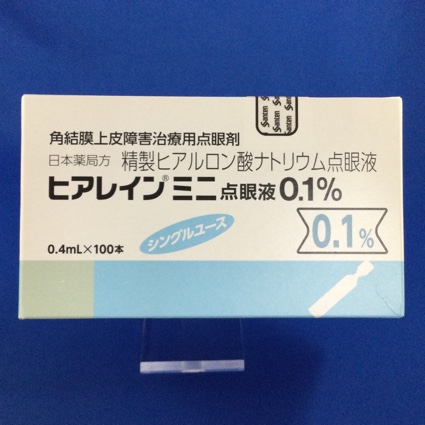 Santen Santen Santen
角結膜上皮障害治療用点眼剤
日本薬局方 精製ヒアルロン酸ナトリウム点眼液
ヒアレイン®ミニ点眼液0.1%
0.4mL×100本
シングルユース
0.1%